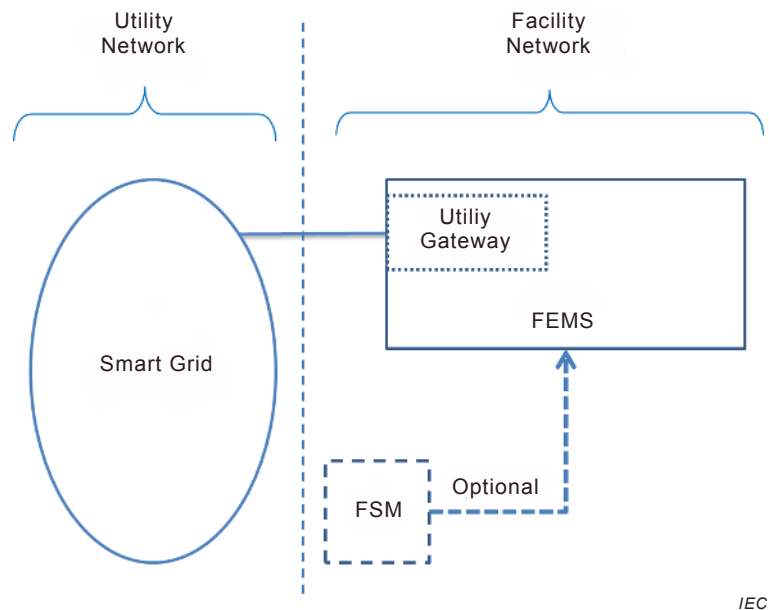 Utility
Network
Facility
Network
Utiliy
Gateway
FEMS
Smart Grid
Optional
FSM
IEC